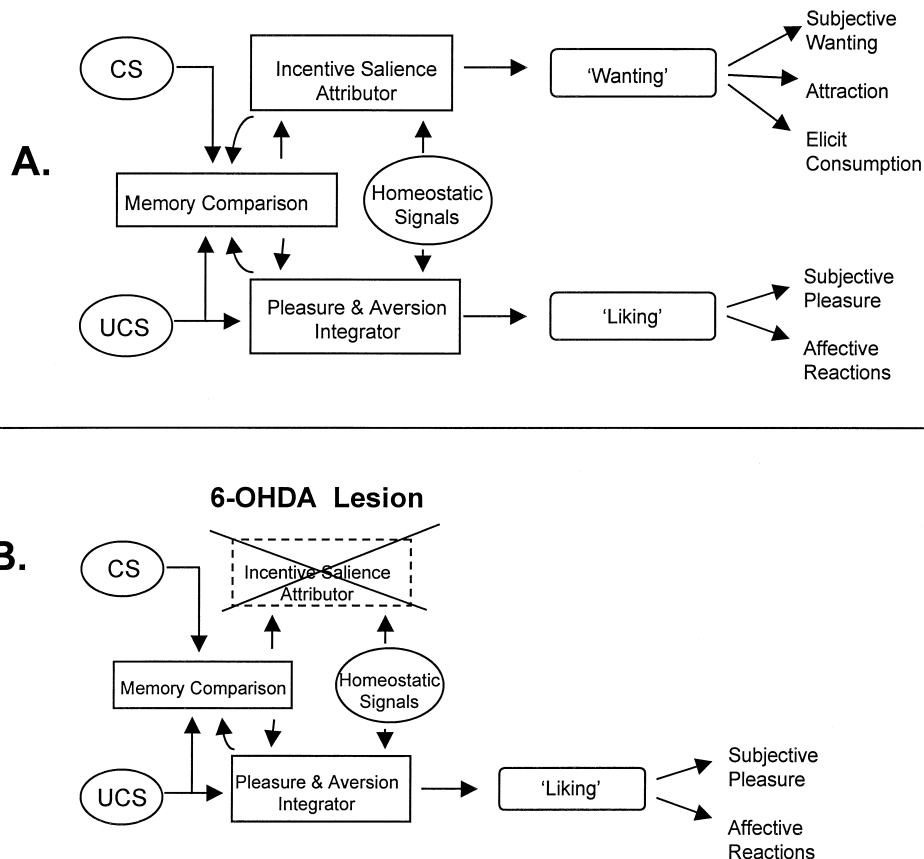 A.
CS
Incentive Salience
Attributor
'Wanting'
Subjective
Wanting
Attraction
Elicit
Consumption
Memory Comparison
Homeostatic
Signals
UCS
Pleasure & Aversion
Integrator
'Liking'
Subjective
Pleasure
Affective
Reactions
6-OHDA Lesion
B.
CS
Incentive Salience
Attributor
Memory Comparison
Homeostatic
Signals
UCS
Pleasure & Aversion
Integrator
'Liking'
Subjective
Pleasure
Affective
Reactions